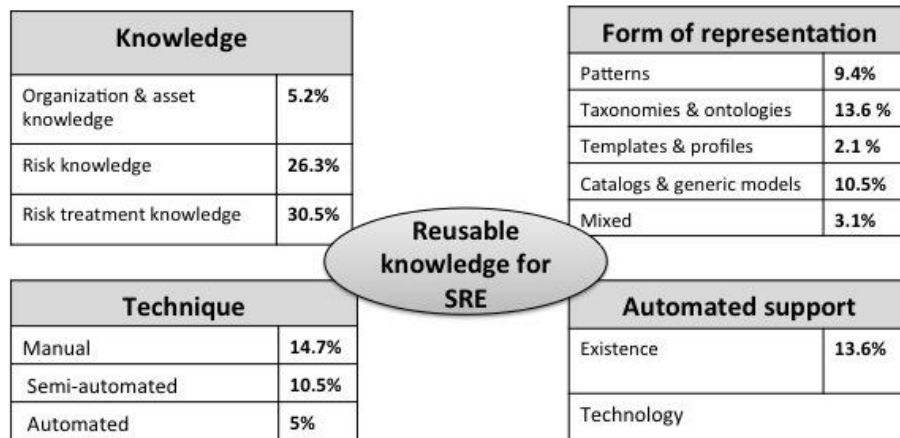 Knowledge
Organization & asset 5.2%
knowledge
Risk knowledge 26.3%
Risk treatment knowledge 30.5%
Form of representation
Patterns 9.4%
Taxonomies & ontologies 13.6 %
Templates & profiles 2.1 %
Catalogs & generic models 10.5%
Mixed 3.1%
Reusable
knowledge for
SRE
Technique
Manual 14.7%
Semi-automated 10.5%
Automated 5%
Automated support
Existence 13.6%
Technology